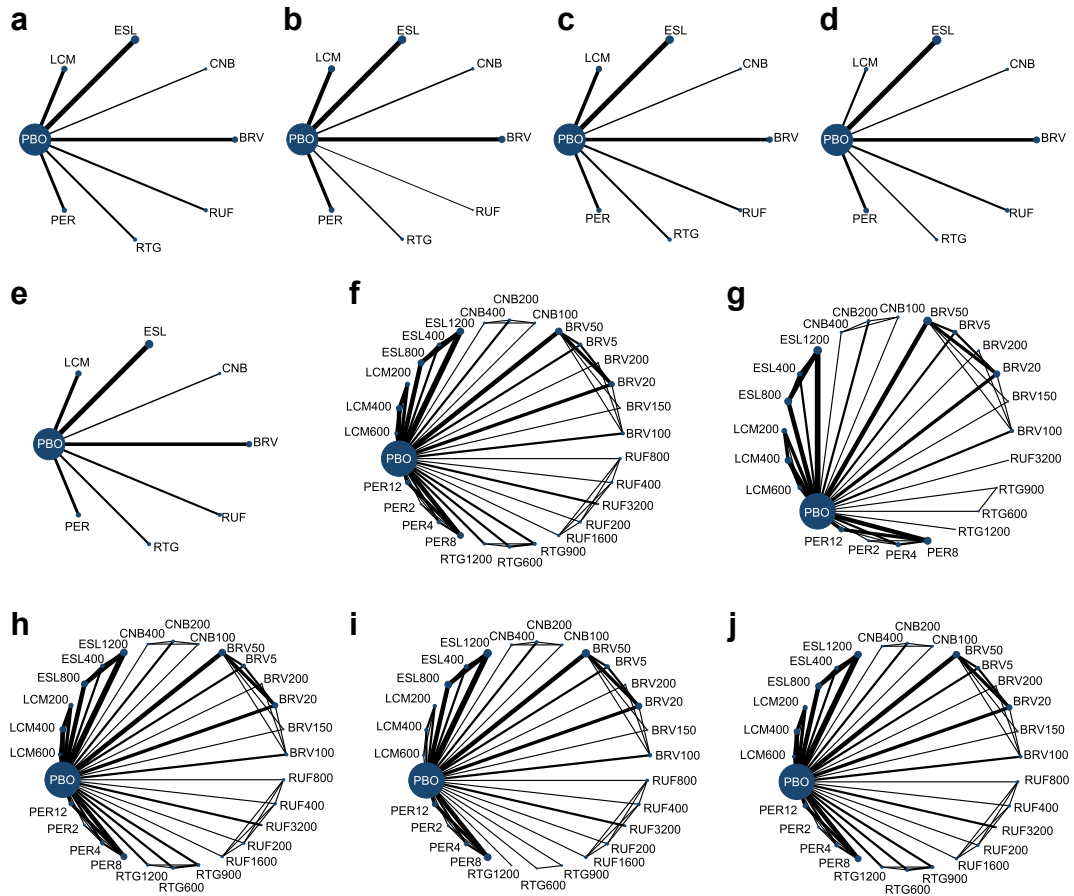 a
ESL
LCM
CNB
PBO
BRV
RUF
PER
RTG
b
ESL
LCM
CNB
PBO
BRV
RUF
PER
RTG
c
ESL
LCM
CNB
PBO
BRV
RUF
PER
RTG
d
ESL
LCM
CNB
PBO
BRV
RUF
PER
RTG
e
ESL
LCM
CNB
PBO
BRV
RUF
PER
RTG
f
CNB200
CNB400
CNB100
ESL1200
BRV50
ESL400
BRV5
ESL800
BRV200
LCM200
BRV20
LCM400
BRV150
LCM600
BRV100
PBO
RUF800
PER12
RUF400
PER2
RUF3200
PER4
RUF200
PER8
RUF1600
RTG1200
RTG600
RTG900
g
CNB100
CNB200
CNB400
BRV50
ESL1200
BRV5
BRV200
ESL400
BRV20
ESL800
BRV150
LCM200
BRV100
LCM400
RUF3200
LCM600
RTG900
PBO
RTG600
RTG1200
PER12
PER2
PER4
PER8
h
CNB200
CNB400
CNB100
ESL1200
BRV50
ESL400
BRV5
ESL800
BRV200
LCM200
BRV20
LCM400
BRV150
LCM600
BRV100
PBO
RUF800
PER12
RUF400
PER2
RUF3200
PER4
RUF200
PER8
RUF1600
RTG1200
RTG900
RTG600
i
CNB200
CNB400
CNB100
ESL1200
BRV50
ESL400
BRV5
ESL800
BRV200
LCM200
BRV20
LCM400
BRV150
LCM600
BRV100
PBO
RUF800
PER12
RUF400
PER2
RUF3200
PER4
RUF200
PER8
RUF1600
RTG1200
RTG900
RTG600
j
CNB200
CNB400
CNB100
ESL1200
BRV50
ESL400
BRV5
ESL800
BRV200
LCM200
BRV20
LCM400
BRV150
LCM600
BRV100
PBO
RUF800
PER12
RUF400
PER2
RUF3200
PER4
RUF200
PER8
RUF1600
RTG1200
RTG900
RTG600